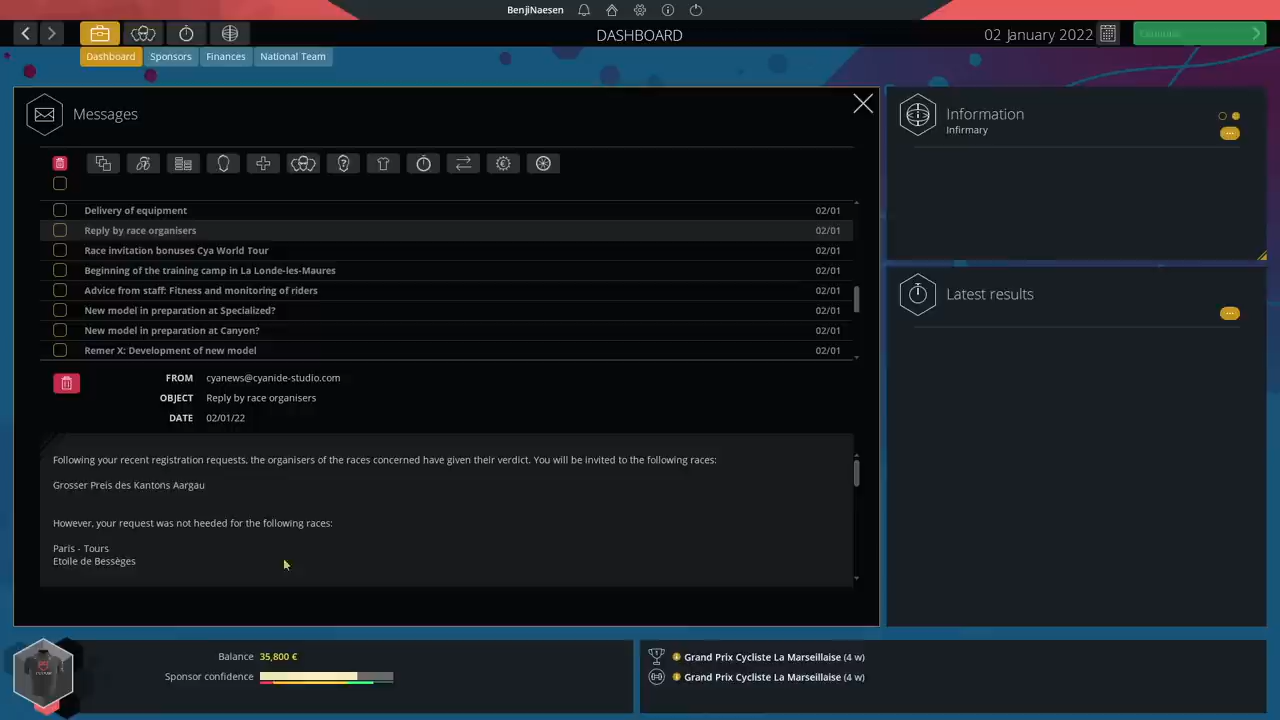 BenjiNaesen
DASHBOARD
02 January 2022
Dashboard
Sponsors
Finances
National Team
Messages
Delivery of equipment 02/01
Reply by race organisers 02/01
Race invitation bonuses Cya World Tour 02/01
Beginning of the training camp in La Londe-les-Maures 02/01
Advice from staff: Fitness and monitoring of riders 02/01
New model in preparation at Specialized? 02/01
New model in preparation at Canyon? 02/01
Remer X: Development of new model 02/01
FROM cyanews@cyanide-studio.com
OBJECT Reply by race organisers
DATE 02/01/22
Following your recent registration requests, the organisers of the races concerned have given their verdict. You will be invited to the following races:
Grosser Preis des Kantons Aargau
However, your request was not heeded for the following races:
Paris - Tours
Etoile de Bessèges
Information
Infirmary
Latest results
Balance 35,800 €
Sponsor confidence
Grand Prix Cycliste La Marseillaise (4 w)
Grand Prix Cycliste La Marseillaise (4 w)